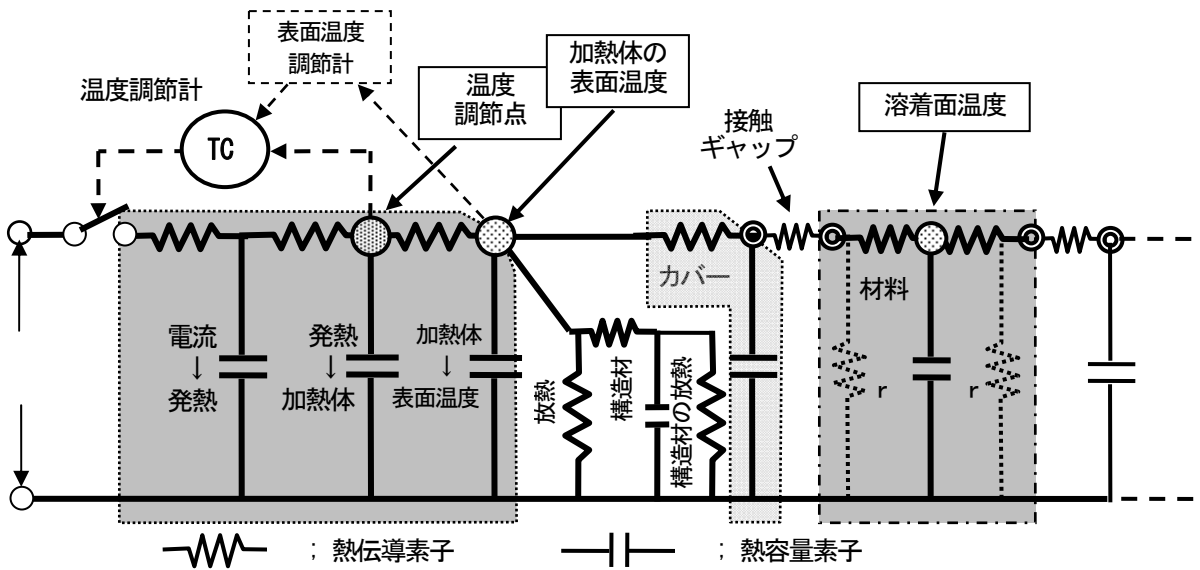 表面温度
調節計
加熱体の
表面温度
温度
調節点
温度調節計
TC
溶着面温度
接触
ギャップ
カバー
材料
電流
↓
発熱
発熱
↓
加熱体
加熱体
↓
表面温度
放熱
構造材
構造材の放熱
r
r
; 熱伝導素子
; 熱容量素子